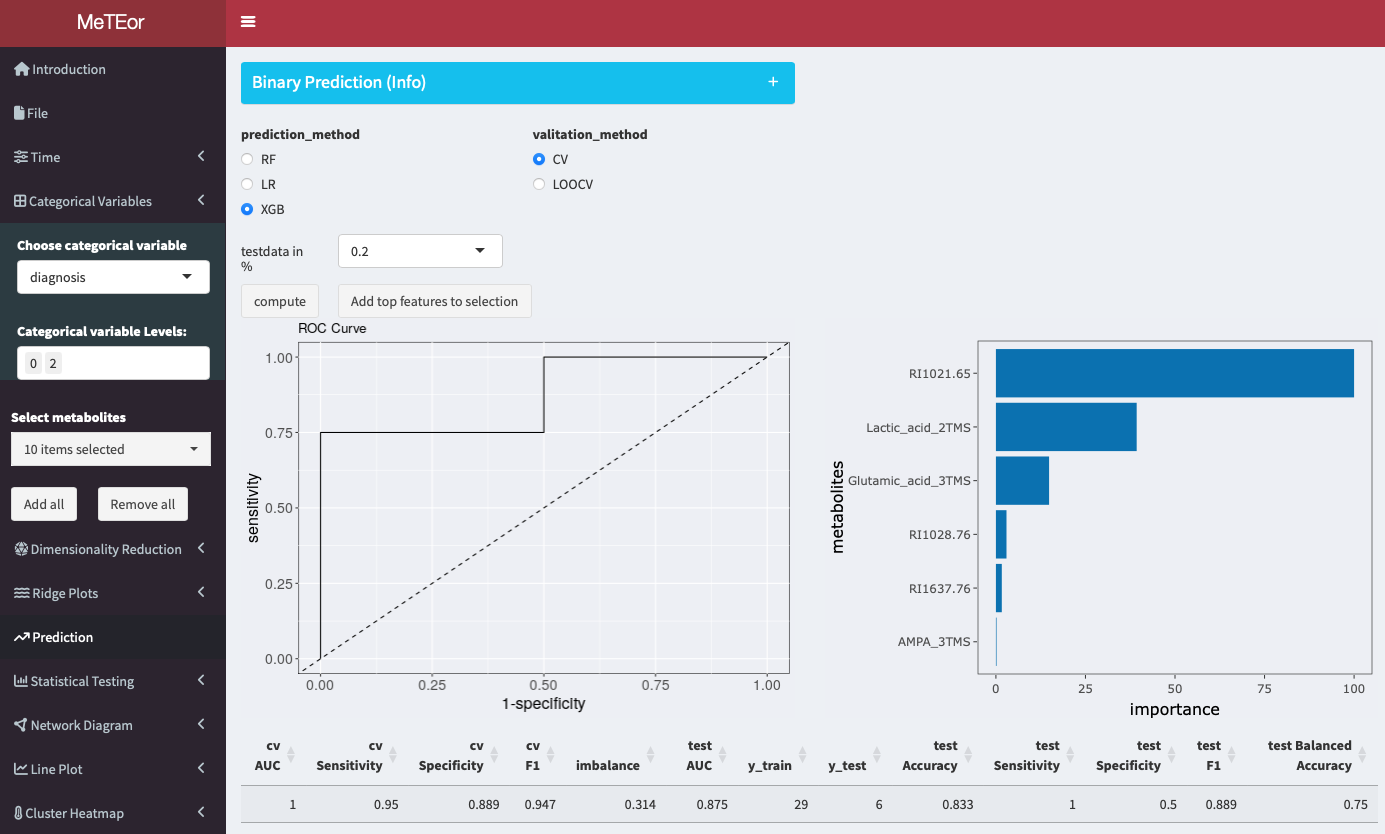 MeTEor
Introduction
File
Time
Categorical Variables
Choose categorical variable
diagnosis
Categorical variable Levels:
0 2
Select metabolites
10 items selected
Add all Remove all
Dimensionality Reduction
Ridge Plots
Prediction
Statistical Testing
Network Diagram
Line Plot
Cluster Heatmap
Binary Prediction (Info) +
prediction_method
RF
LR
XGB
valitation_method
CV
LOOCV
testdata in
%
0.2
compute Add top features to selection
ROC Curve
sensitivity
1.00
0.75
0.50
0.25
0.00
0.00 0.25 0.50 0.75 1.00
1-specificity
metabolites
RI1021.65
Lactic_acid_2TMS
Glutamic_acid_3TMS
RI1028.76
RI1637.76
AMPA_3TMS
0 25 50 75 100
importance
cv AUC cv Sensitivity cv Specificity cv F1 imbalance test AUC y_train y_test test Accuracy test Sensitivity test Specificity test F1 test Balanced Accuracy
1 0.95 0.889 0.947 0.314 0.875 29 6 0.833 1 0.5 0.889 0.75